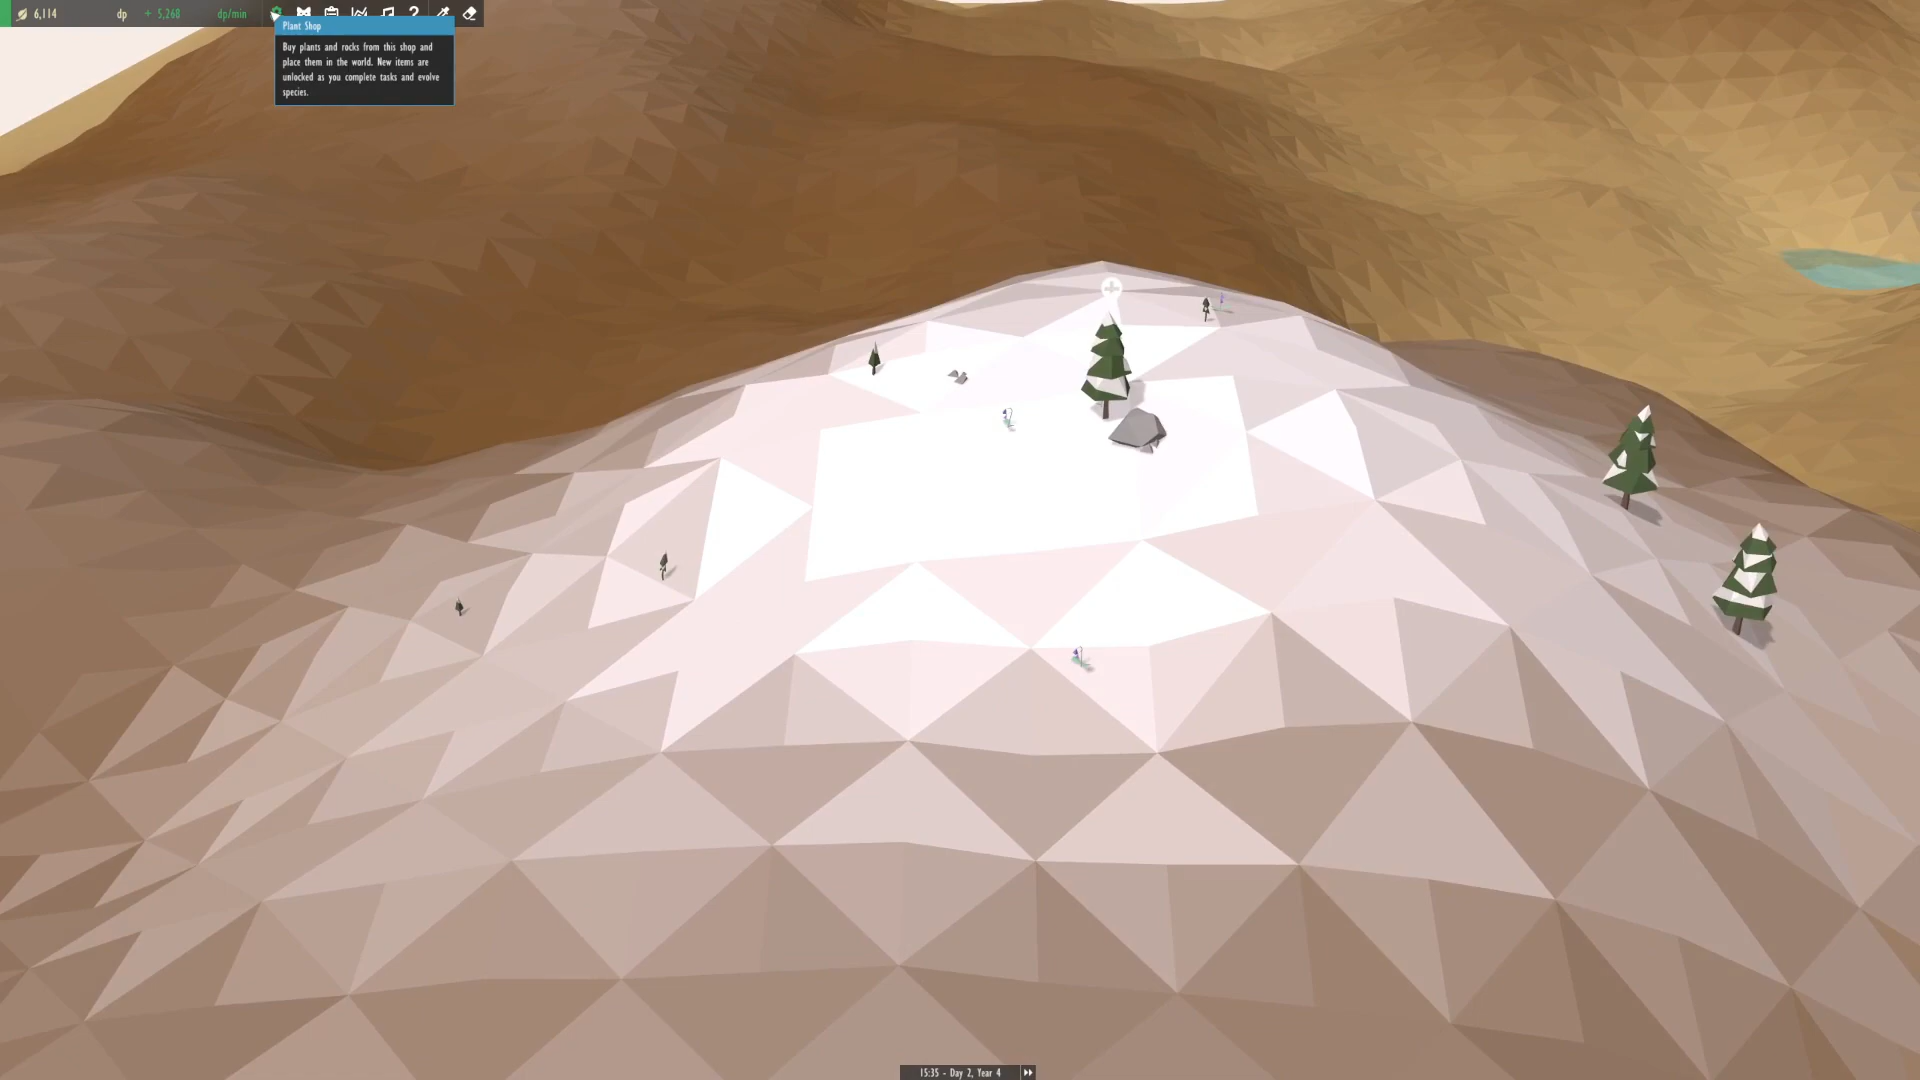 6,114 dp + 5,268 dp/min
Plant Shop
Buy plants and rocks from this shop and
place them in the world. New items are
unlocked as you complete tasks and evolve
species.
15:35 - Day 2, Year 4